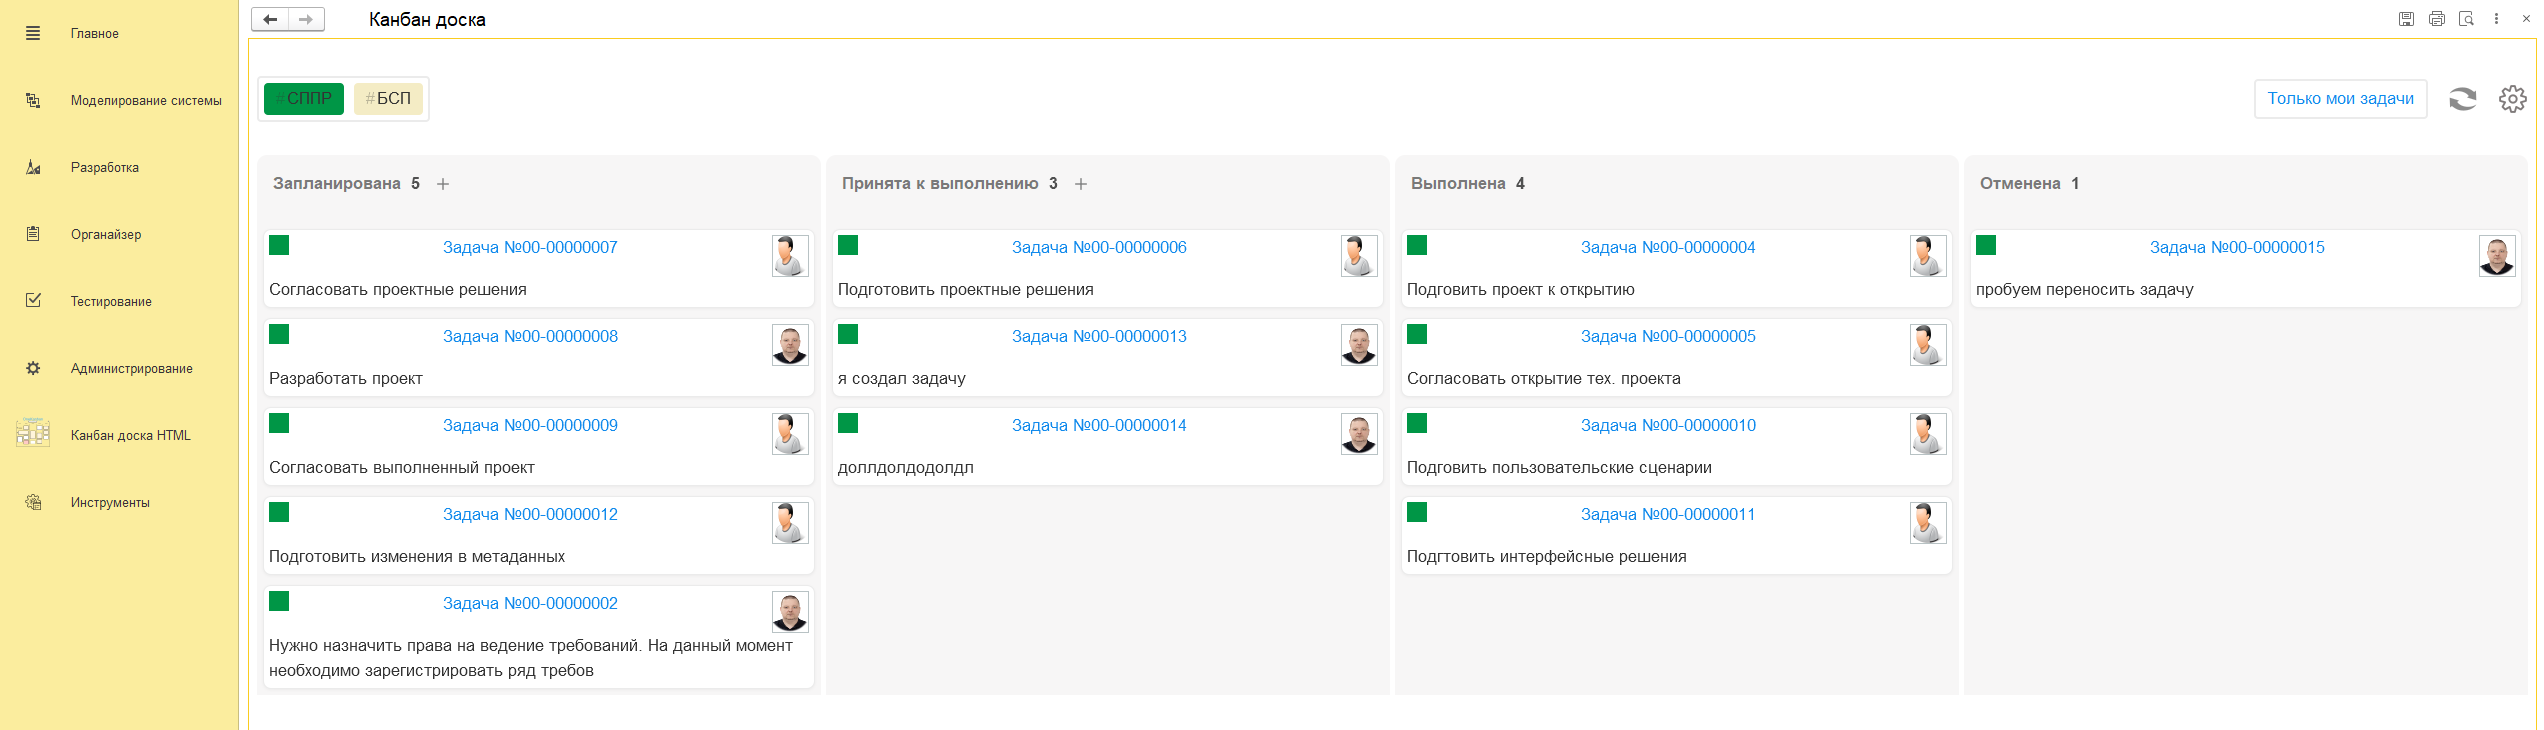 Главное
Моделирование системы
Разработка
Органайзер
Тестирование
Администрирование
Канбан доска HTML
Инструменты
Канбан доска
#СППР #БСП
Только мои задачи
Запланирована 5 +
Задача №00-00000007
Согласовать проектные решения
Задача №00-00000008
Разработать проект
Задача №00-00000009
Согласовать выполненный проект
Задача №00-00000012
Подготовить изменения в метаданных
Задача №00-00000002
Нужно назначить права на ведение требований. На данный момент
необходимо зарегистрировать ряд требов
Принята к выполнению 3 +
Задача №00-00000006
Подготовить проектные решения
Задача №00-00000013
я создал задачу
Задача №00-00000014
доллдолдодолдл
Выполнена 4
Задача №00-00000004
Подговить проект к открытию
Задача №00-00000005
Согласовать открытие тех. проекта
Задача №00-00000010
Подговить пользовательские сценарии
Задача №00-00000011
Подгтовить интерфейсные решения
Отменена 1
Задача №00-00000015
пробуем переносить задачу